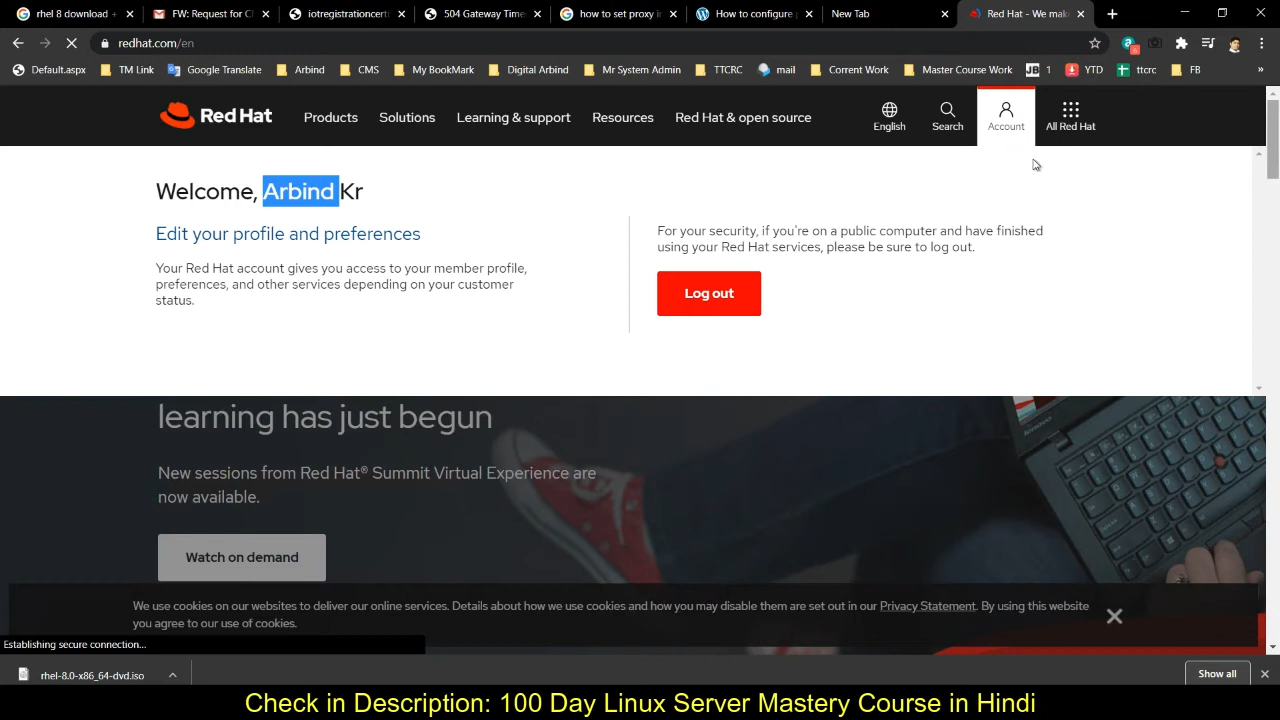 rhel 8 download +
FW: Request for Cl
iotregistrationcert
504 Gateway Time
how to set proxy i
How to configure p
New Tab
Red Hat - We mak
redhat.com/en
Default.aspx
TM Link
Google Translate
Arbind
CMS
My BookMark
Digital Arbind
Mr System Admin
TTCRC
mail
Corrent Work
Master Course Work
JB
1
YTD
ttcrc
FB
»
Red Hat
Products
Solutions
Learning & support
Resources
Red Hat & open source
English
Search
Account
All Red Hat
Welcome, Arbind Kr
Edit your profile and preferences
Your Red Hat account gives you access to your member profile,
preferences, and other services depending on your customer
status.
For your security, if you're on a public computer and have finished
using your Red Hat services, please be sure to log out.
Log out
learning has just begun
New sessions from Red Hat® Summit Virtual Experience are
now available.
Watch on demand
lenovo
We use cookies on our websites to deliver our online services. Details about how we use cookies and how you may disable them are set out in our Privacy Statement. By using this website
you agree to our use of cookies.
Establishing secure connection...
rhel-8.0-x86_64-dvd.iso
Show all
Check in Description: 100 Day Linux Server Mastery Course in Hindi